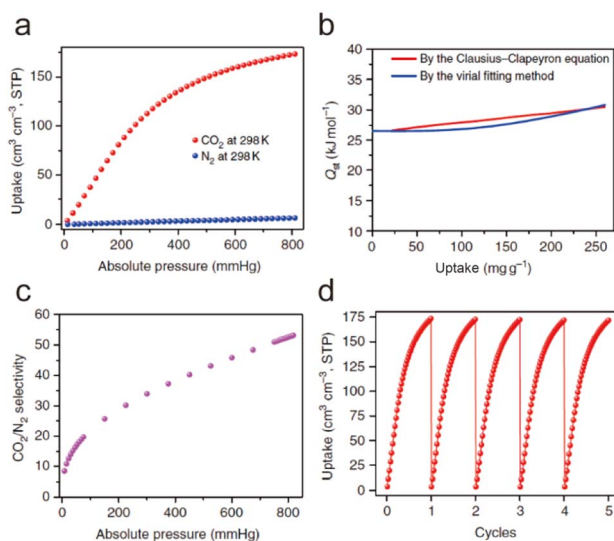 a
Uptake (cm³ cm⁻³, STP)
150
100
50
0
CO₂ at 298 K
N₂ at 298 K
200
400
600
800
Absolute pressure (mmHg)
b
Qst (kJ mol⁻¹)
40
35
30
25
20
15
10
By the Clausius–Clapeyron equation
By the virial fitting method
0
50
100
150
200
250
Uptake (mg g⁻¹)
c
CO₂/N₂ selectivity
60
50
40
30
20
10
0
0
200
400
600
800
Absolute pressure (mmHg)
d
Uptake (cm³ cm⁻³, STP)
175
150
125
100
75
50
25
0
0
1
2
3
4
5
Cycles